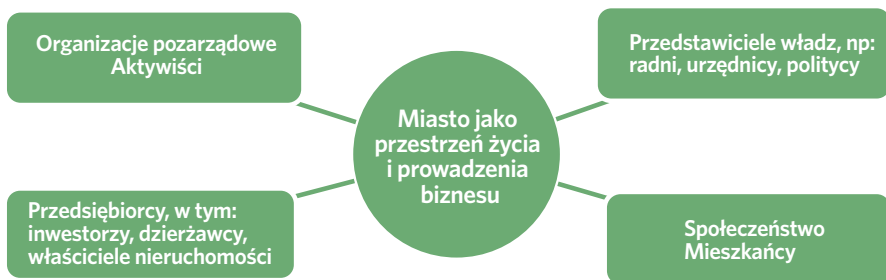 Organizacje pozarządowe
Aktywiści
Przedstawiciele władz, np:
radni, urzędnicy, politycy
Miasto jako
przestrzeń życia
i prowadzenia
biznesu
Przedsiębiorcy, w tym:
inwestorzy, dzierżawcy,
właściciele nieruchomości
Społeczeństwo
Mieszkańcy